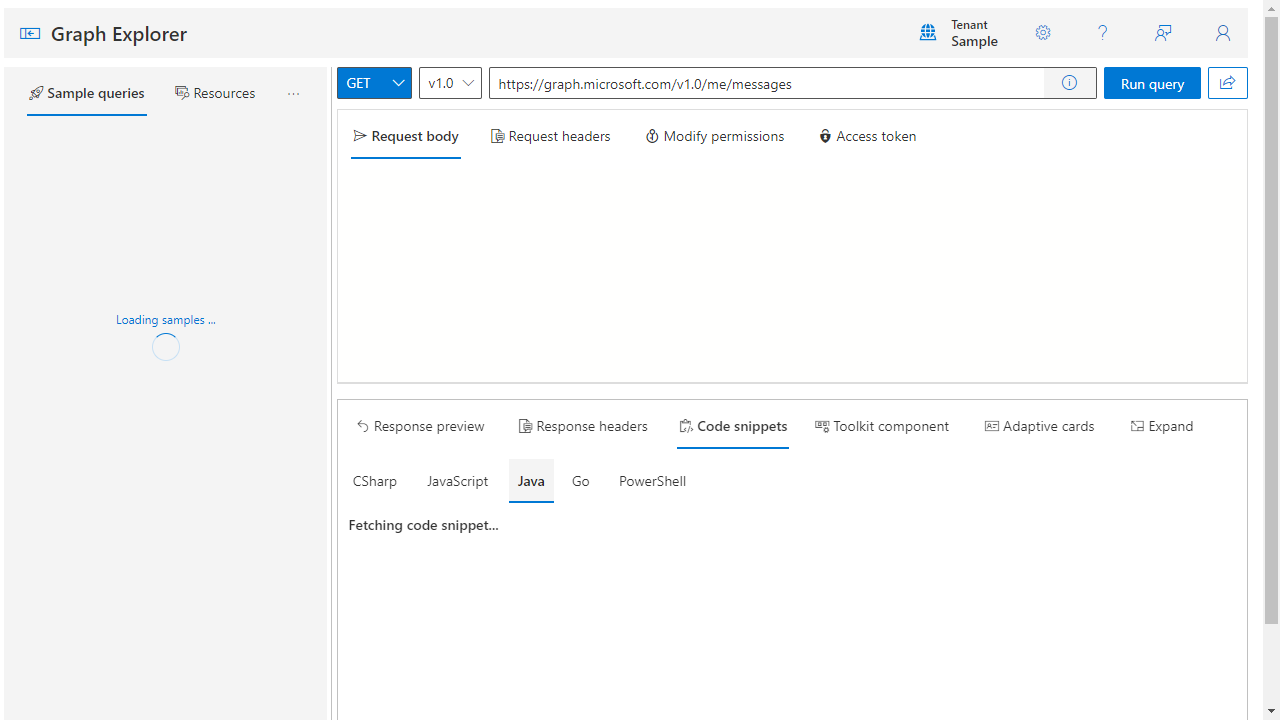 Graph Explorer
Tenant
Sample
Sample queries
Resources
GET
v1.0
https://graph.microsoft.com/v1.0/me/messages
Run query
Request body
Request headers
Modify permissions
Access token
Loading samples ...
Response preview
Response headers
Code snippets
Toolkit component
Adaptive cards
Expand
CSharp
JavaScript
Java
Go
PowerShell
Fetching code snippet...